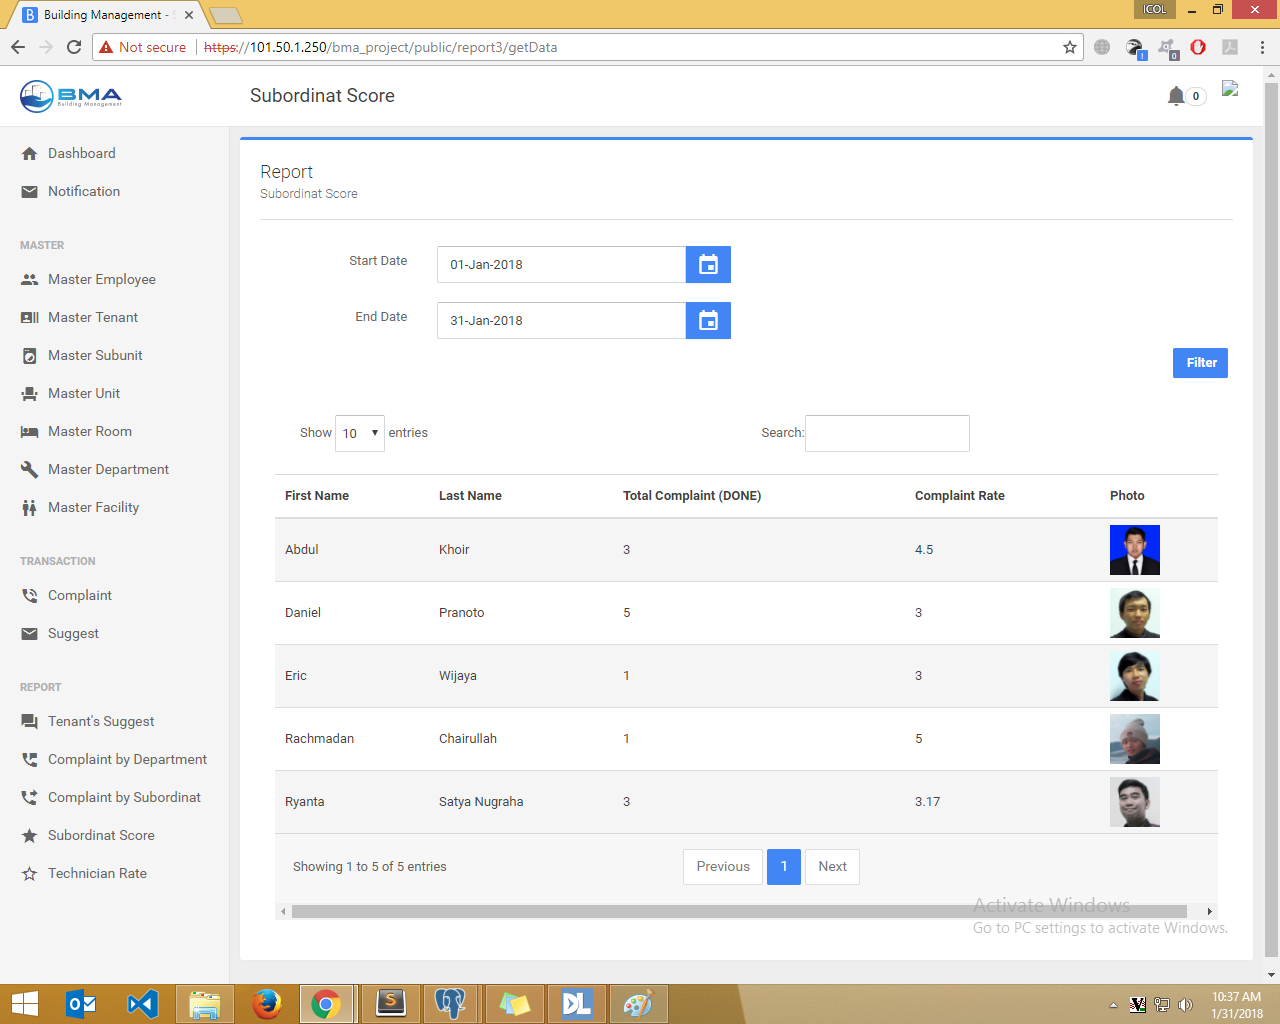 Building Management - S
ICOL
Not secure
https://101.50.1.250/bma_project/public/report3/getData
BMA
Building Management
Subordinat Score
0
Dashboard
Notification
MASTER
Master Employee
Master Tenant
Master Subunit
Master Unit
Master Room
Master Department
Master Facility
TRANSACTION
Complaint
Suggest
REPORT
Tenant's Suggest
Complaint by Department
Complaint by Subordinat
Subordinat Score
Technician Rate
Report
Subordinat Score
Start Date 01-Jan-2018
End Date 31-Jan-2018
Filter
Show 10 entries Search:
First Name Last Name Total Complaint (DONE) Complaint Rate Photo
Abdul Khoir 3 4.5
Daniel Pranoto 5 3
Eric Wijaya 1 3
Rachmadan Chairullah 1 5
Ryanta Satya Nugraha 3 3.17
Showing 1 to 5 of 5 entries Previous 1 Next
Activate Windows
Go to PC settings to activate Windows.
10:37 AM
1/31/2018